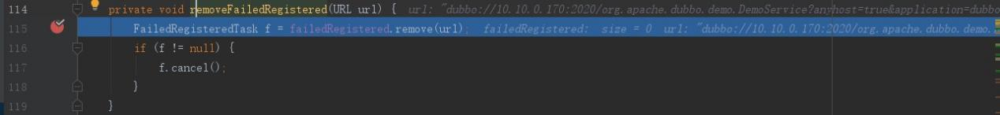 114 private void removeFailedRegistered(URL url) { url: "dubbo://10.10.0.170:2020/org.apache.dubbo.demo.DemoService?anyhost=true&application=dubbo
115 FailedRegisteredTask f = failedRegistered.remove(url); failedRegistered: size = 0 url: "dubbo://10.10.0.170:2020/org.apache.dubbo.demo.
116 if (f != null) {
117 f.cancel();
118 }
119 }